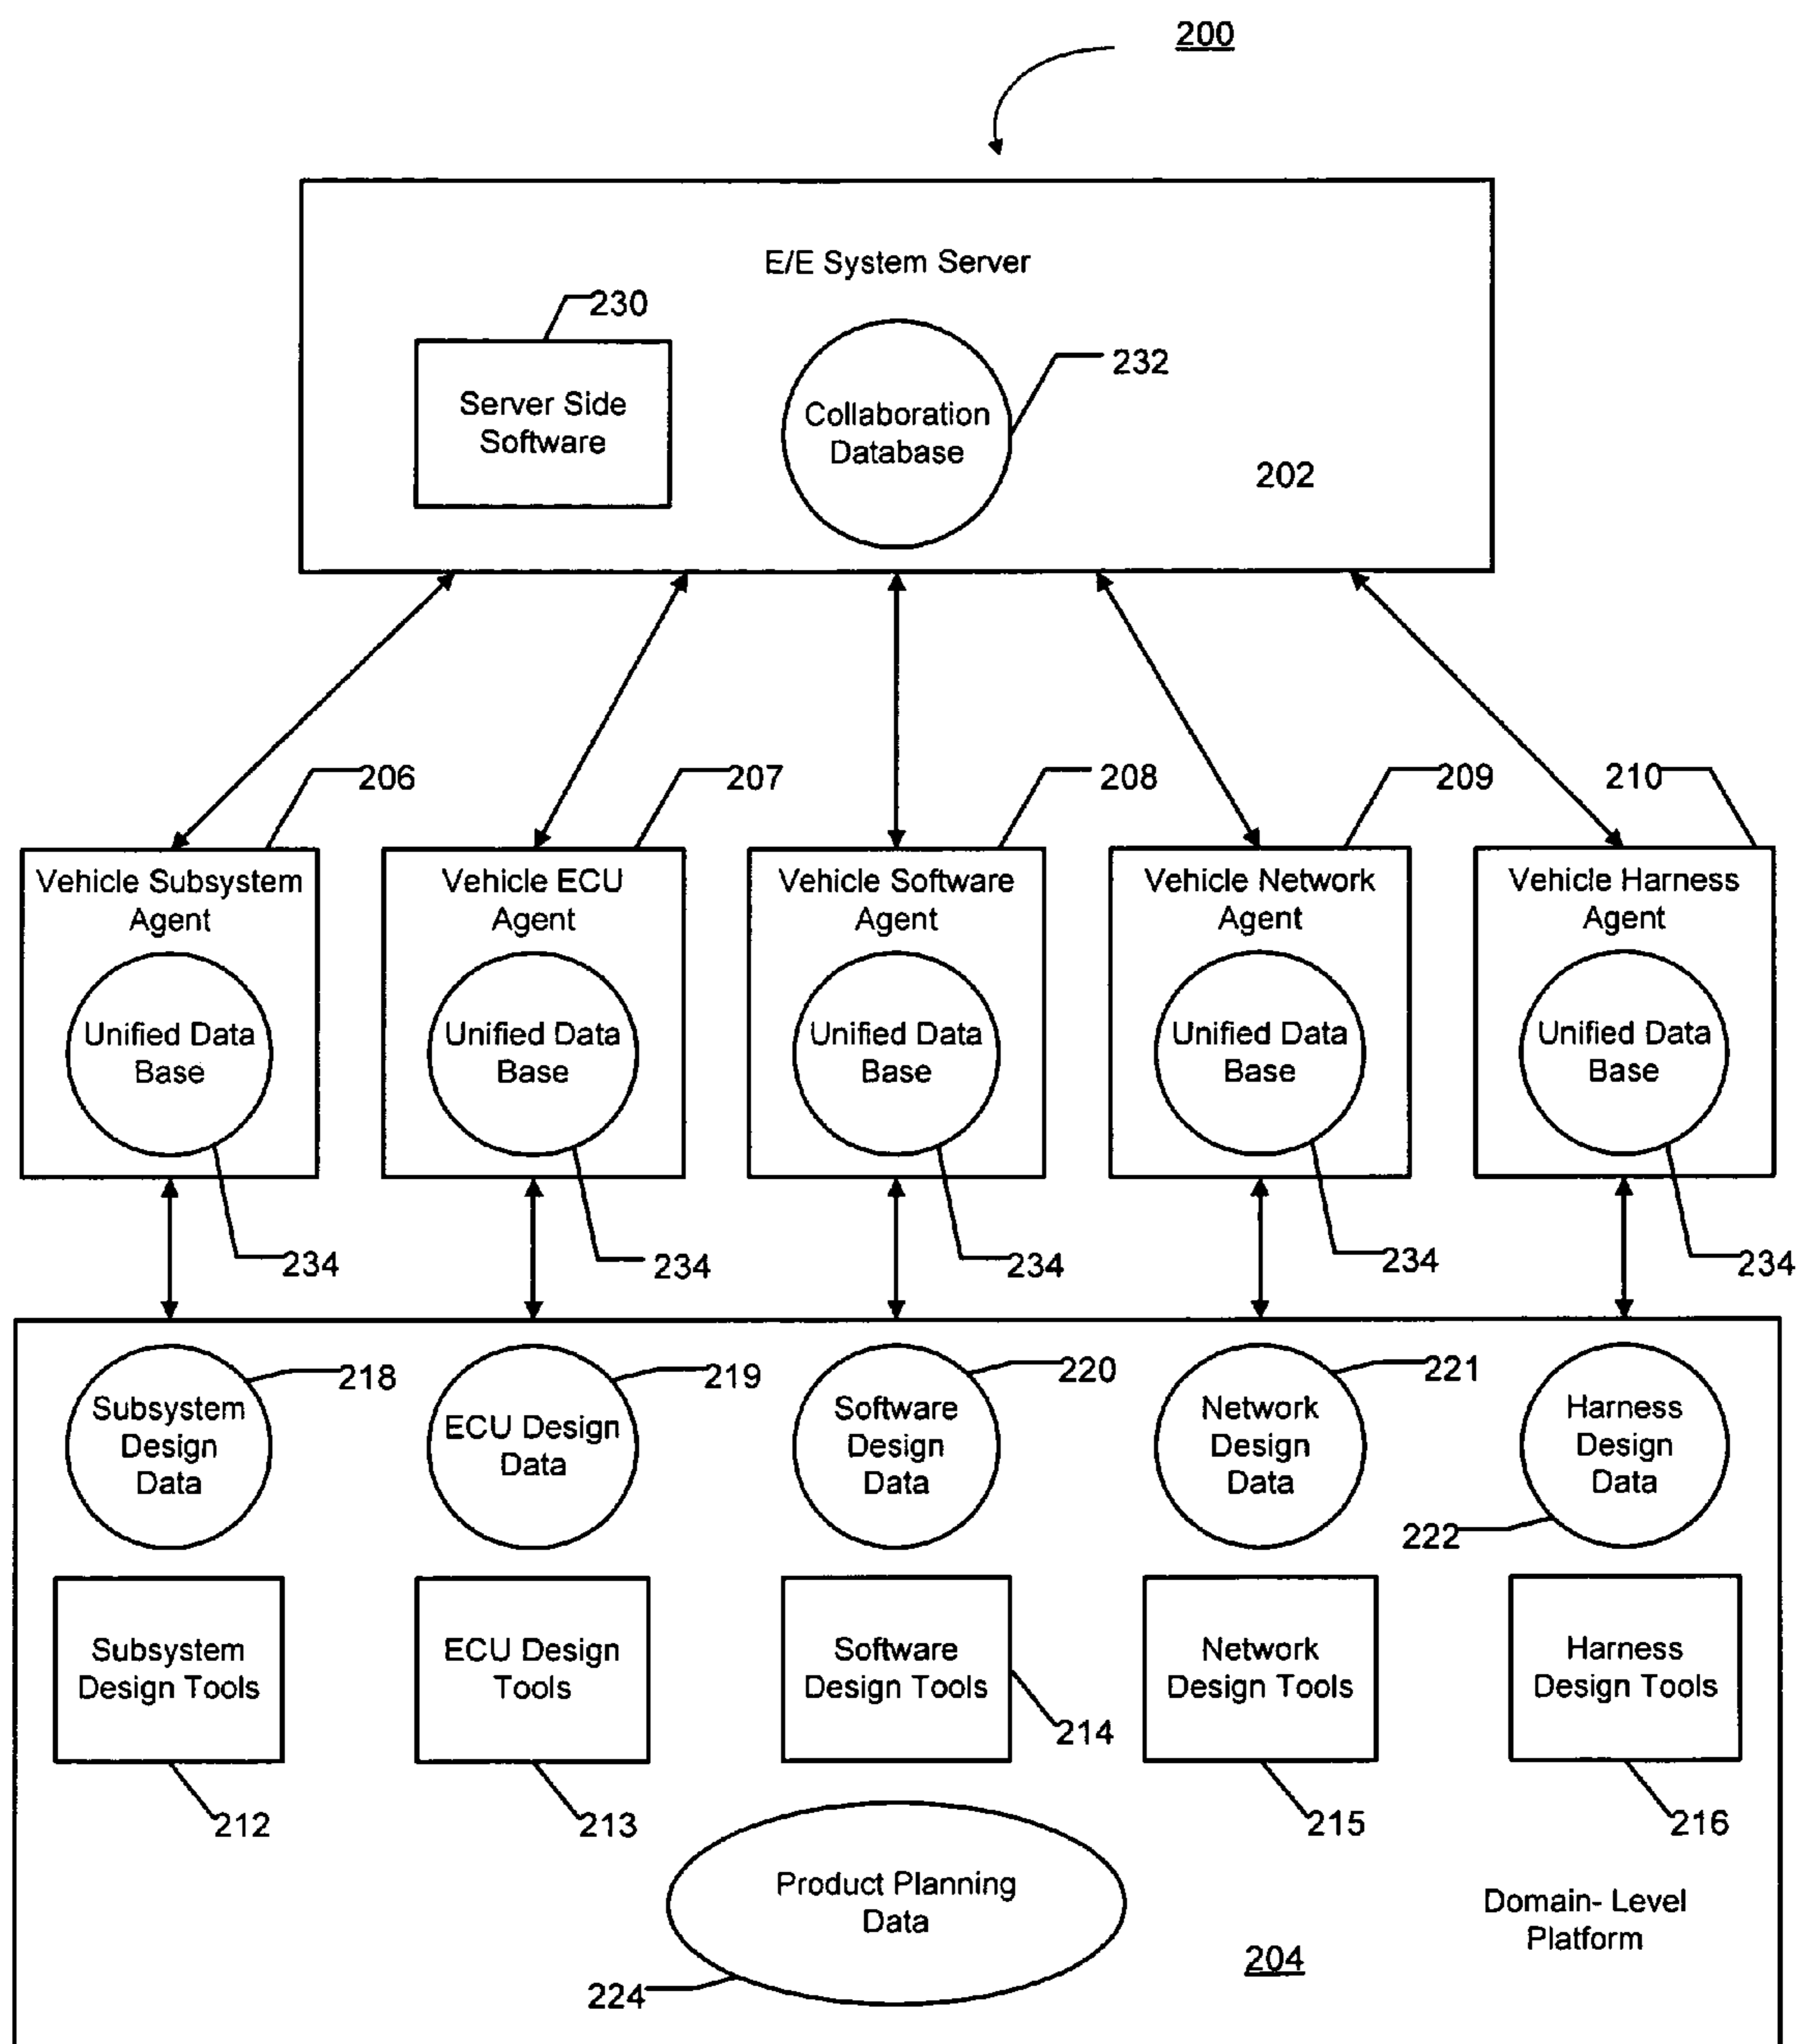 200
E/E System Server
230
Server Side
Software
Collaboration
Database
232
202
206
207
208
209
210
Vehicle Subsystem
Agent
Vehicle ECU
Agent
Vehicle Software
Agent
Vehicle Network
Agent
Vehicle Harness
Agent
Unified Data
Base
Unified Data
Base
Unified Data
Base
Unified Data
Base
Unified Data
Base
234
234
234
234
234
218
219
220
221
222
Subsystem
Design
Data
ECU Design
Data
Software
Design
Data
Network
Design
Data
Harness
Design
Data
Subsystem
Design Tools
ECU Design
Tools
Software
Design Tools
Network
Design Tools
Harness
Design Tools
212
213
214
215
216
Product Planning
Data
224
204
Domain- Level
Platform